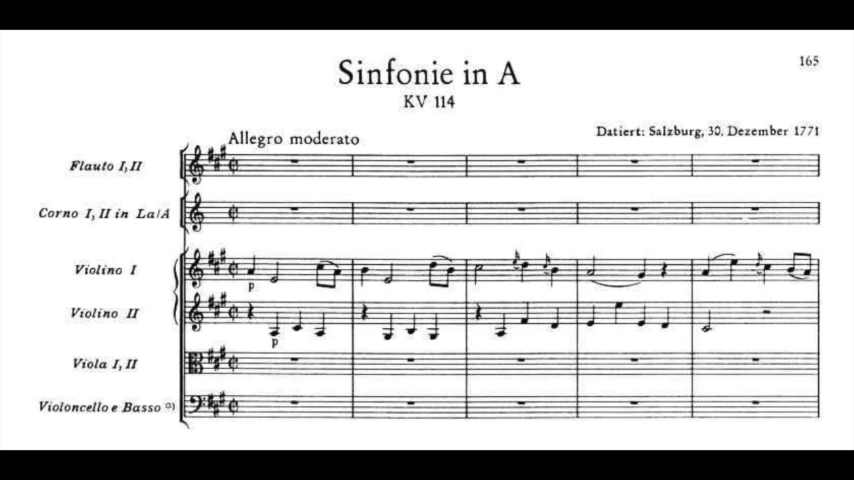 165
Sinfonie in A
KV 114
Datiert: Salzburg, 30. Dezember 1771
Allegro moderato
Flauto I, II
Corno I, II in La/A
Violino I
p
Violino II
p
Viola I, II
Violoncello e Basso o)